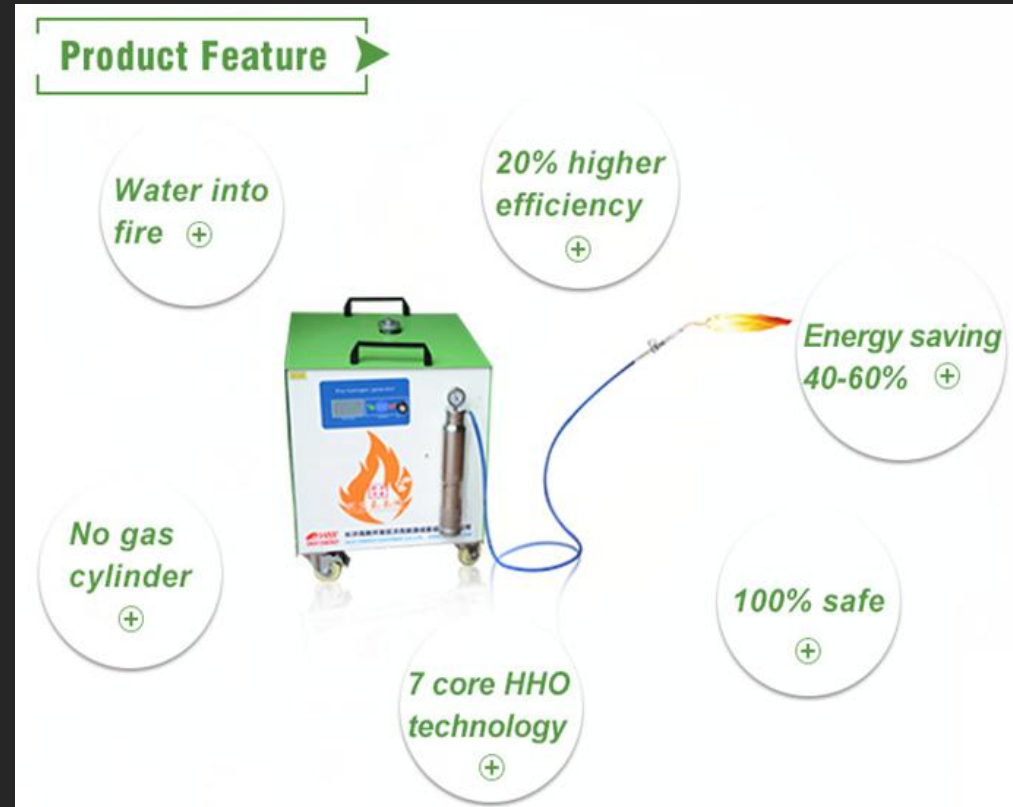 Product Feature
Water into
fire
20% higher
efficiency
Energy saving
40-60%
No gas
cylinder
100% safe
7 core HHO
technology